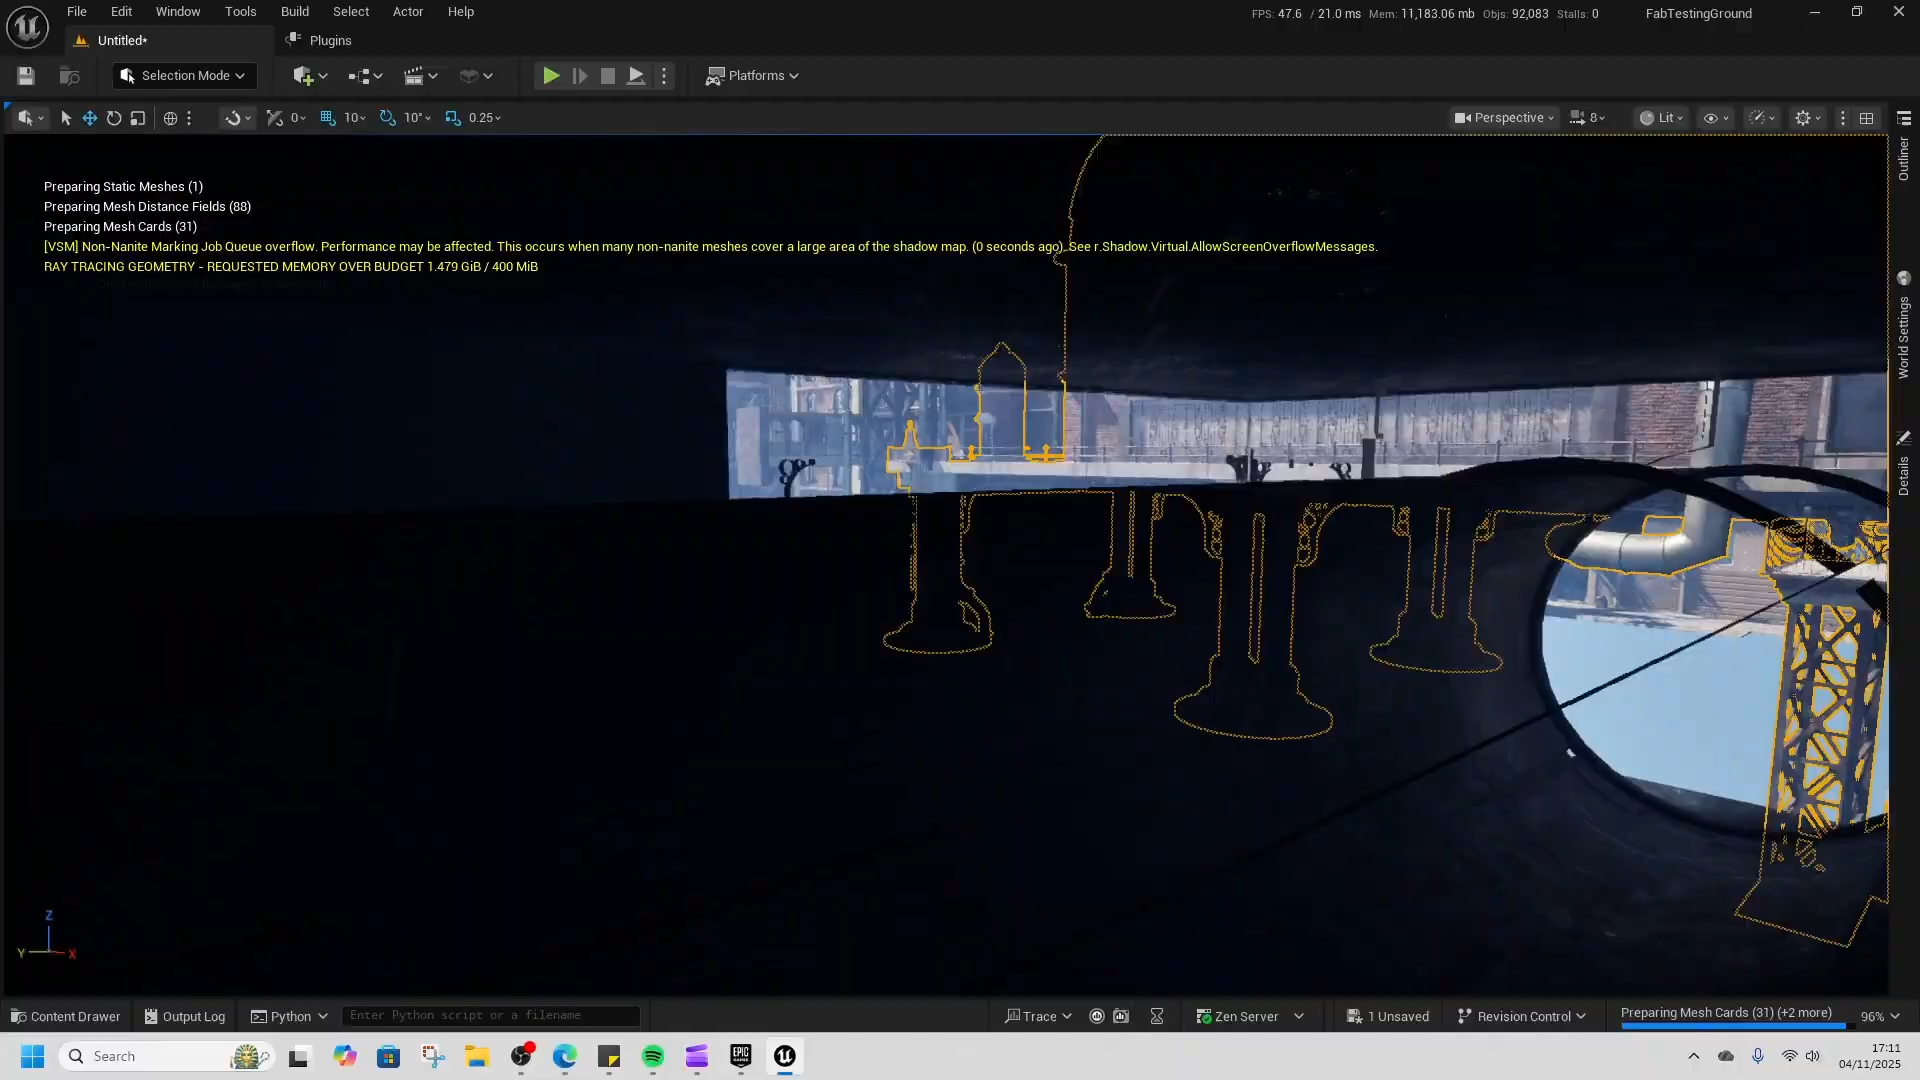 File Edit Window Tools Build Select Actor Help
FPS: 47.6 / 21.0 ms Mem: 11,183.06 mb Objs: 92,083 Stalls: 0
FabTestingGround
Untitled*
Plugins
Selection Mode
Platforms
0
10
10°
0.25
Perspective
8
Lit
Outliner
World Settings
Details
Preparing Static Meshes (1)
Preparing Mesh Distance Fields (88)
Preparing Mesh Cards (31)
[VSM] Non-Nanite Marking Job Queue overflow. Performance may be affected. This occurs when many non-nanite meshes cover a large area of the shadow map. (0 seconds ago). See r.Shadow.Virtual.AllowScreenOverflowMessages.
RAY TRACING GEOMETRY - REQUESTED MEMORY OVER BUDGET 1.479 GiB / 400 MiB
Z
Y
X
Content Drawer
Output Log
Python
Enter Python script or a filename
Trace
Zen Server
1 Unsaved
Revision Control
Preparing Mesh Cards (31) (+2 more)
96%
Search
EPIC
GAMES
17:11
04/11/2025